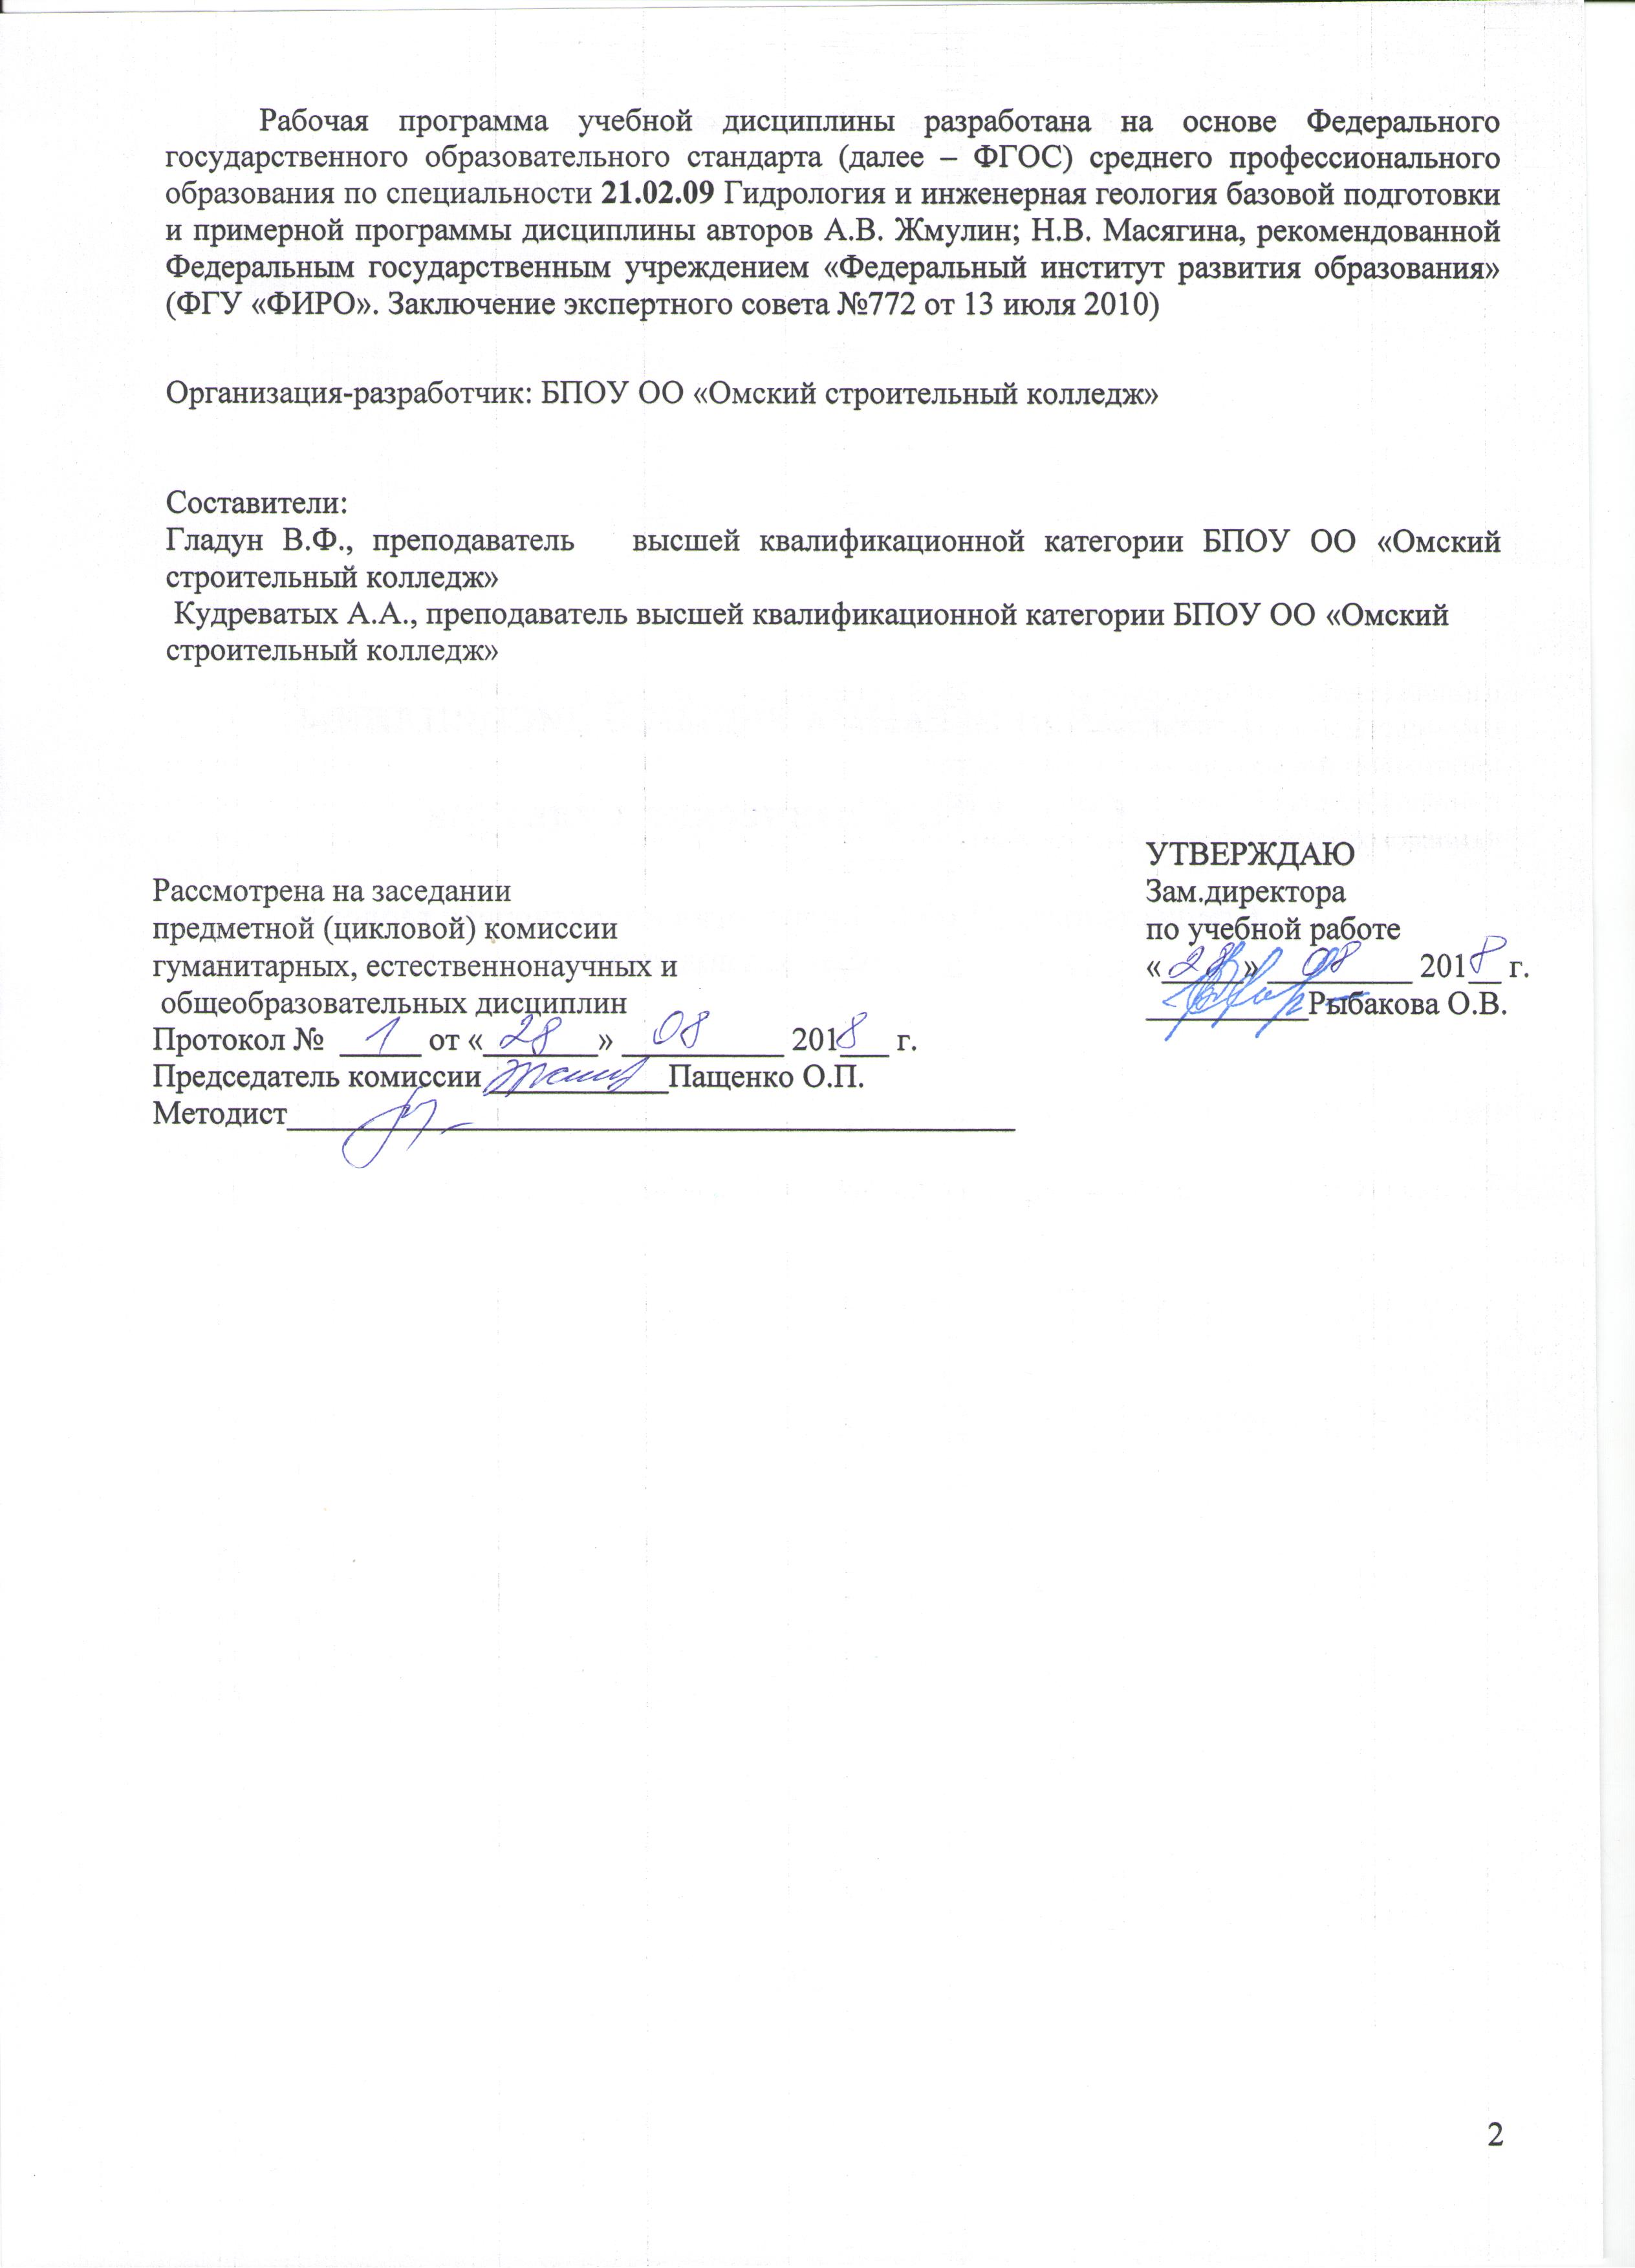 Рабочая программа учебной дисциплины разработана на основе Федерального
государственного образовательного стандарта (далее – ФГОС) среднего профессионального
образования по специальности 21.02.09 Гидрология и инженерная геология базовой подготовки
и примерной программы дисциплины авторов А.В. Жмулин; Н.В. Масягина, рекомендованной
Федеральным государственным учреждением «Федеральный институт развития образования»
(ФГУ «ФИРО». Заключение экспертного совета №772 от 13 июля 2010)
Организация-разработчик: БПОУ ОО «Омский строительный колледж»
Составители:
Гладун В.Ф., преподаватель высшей квалификационной категории БПОУ ОО «Омский
строительный колледж»
Кудреватых А.А., преподаватель высшей квалификационной категории БПОУ ОО «Омский
строительный колледж»
Рассмотрена на заседании
предметной (цикловой) комиссии
гуманитарных, естественнонаучных и
общеобразовательных дисциплин
Протокол № 1 от «28» 08 2018 г.
Председатель комиссии Пащенко О.П.
Методист
УТВЕРЖДАЮ
Зам.директора
по учебной работе
«28» 08 2018 г.
Рыбакова О.В.
2